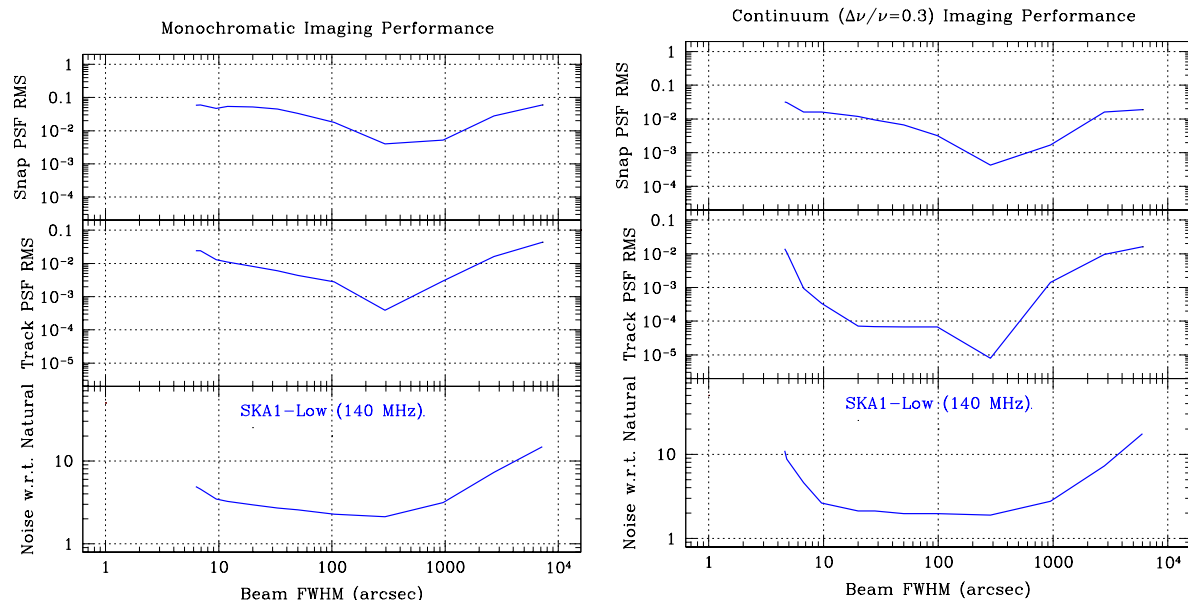 Monochromatic Imaging Performance
Snap PSF RMS
1
0.1
10⁻²
10⁻³
10⁻⁴
Track PSF RMS
0.1
10⁻²
10⁻³
10⁻⁴
10⁻⁵
Noise w.r.t. Natural
10
1
SKA1-Low (140 MHz)
1 10 100 1000 10⁴
Beam FWHM (arcsec)
Continuum (Δν/ν=0.3) Imaging Performance
Snap PSF RMS
1
0.1
10⁻²
10⁻³
10⁻⁴
Track PSF RMS
0.1
10⁻²
10⁻³
10⁻⁴
10⁻⁵
Noise w.r.t. Natural
10
1
SKA1-Low (140 MHz)
1 10 100 1000 10⁴
Beam FWHM (arcsec)